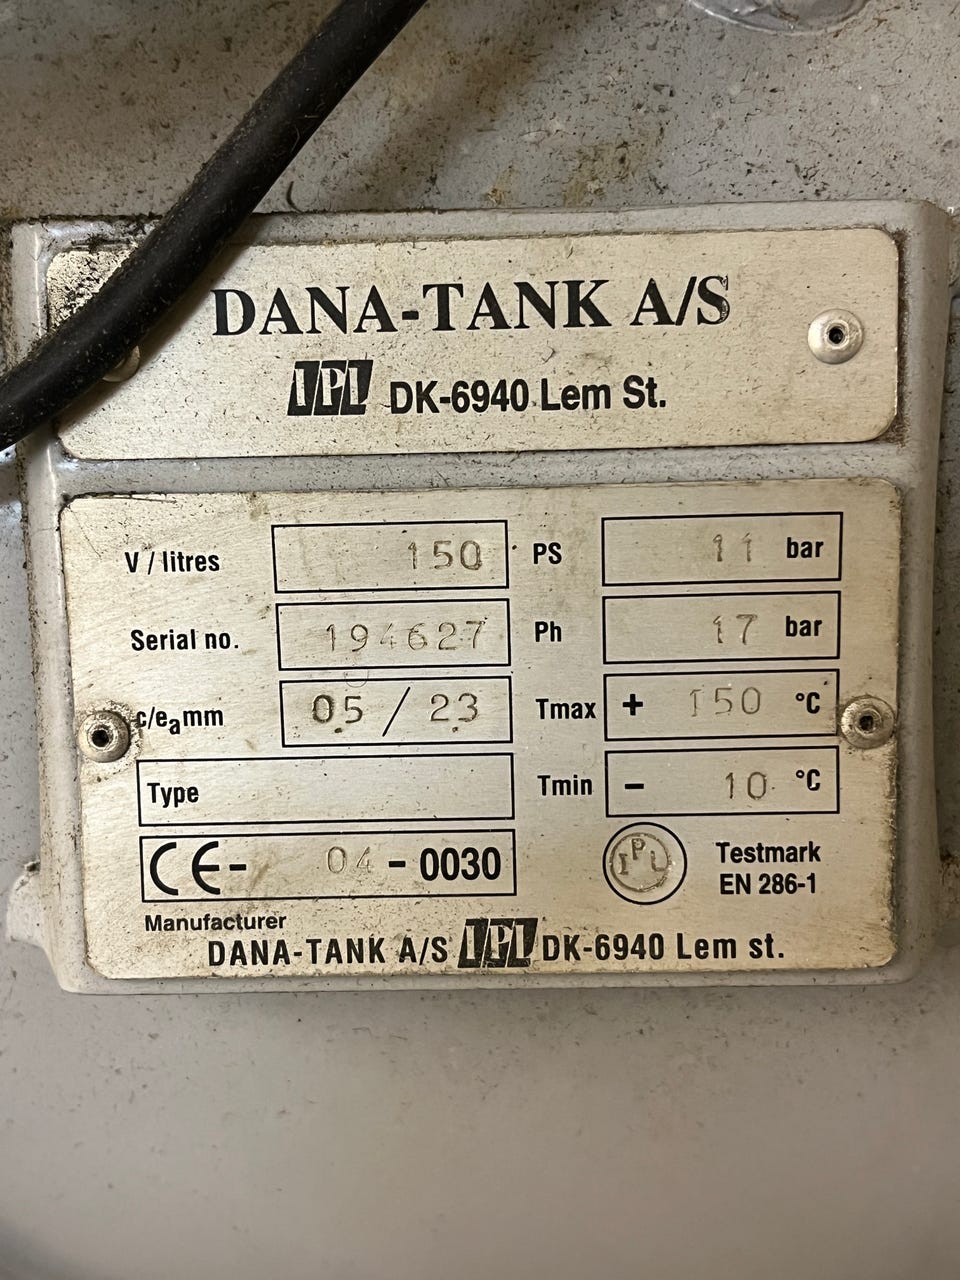 DANA-TANK A/S
IPL DK-6940 Lem St.
V / litres 150 PS 11 bar
Serial no. 194627 Ph 17 bar
c/eamm 05 / 23 Tmax + 150 °C
Type Tmin - 10 °C
CE- 04 - 0030 IPL Testmark
EN 286-1
Manufacturer
DANA-TANK A/S IPL DK-6940 Lem st.